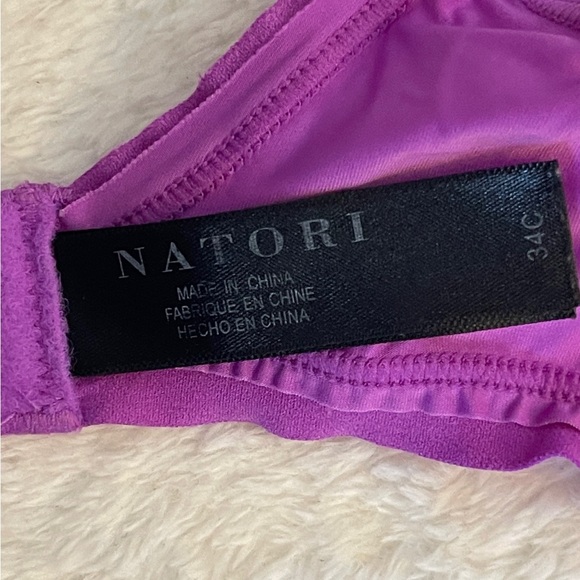 NATORI
MADE IN CHINA
FABRIQUE EN CHINE
HECHO EN CHINA
34C